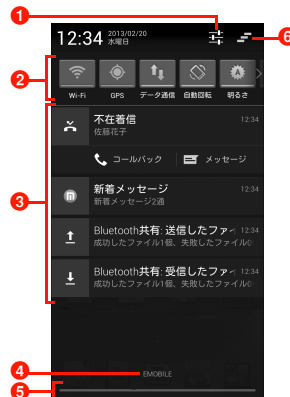 1
6
12:34 2013/02/20
水曜日
2
Wi-Fi GPS データ通信 自動回転 明るさ
3
不在着信 12:34
佐藤花子
コールバック メッセージ
新着メッセージ 12:34
新着メッセージ2通
Bluetooth共有: 送信したファイ 12:34
成功したファイル1個、失敗したファイル0
Bluetooth共有: 受信したファイ 12:34
成功したファイル1個、失敗したファイル0
4
EMOBILE
5